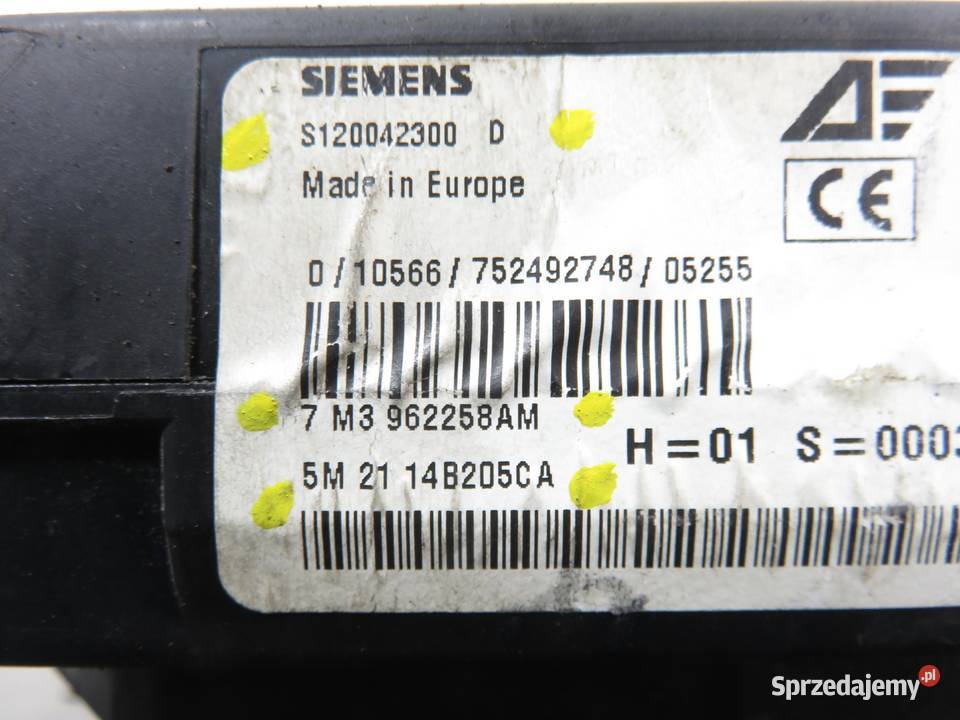 SIEMENS
S120042300 D
Made in Europe
CE
0/10566/752492748/05255
7 M3 962258AM
H=01 S=0003
5M 21 14B205CA
Sprzedajemy.pl